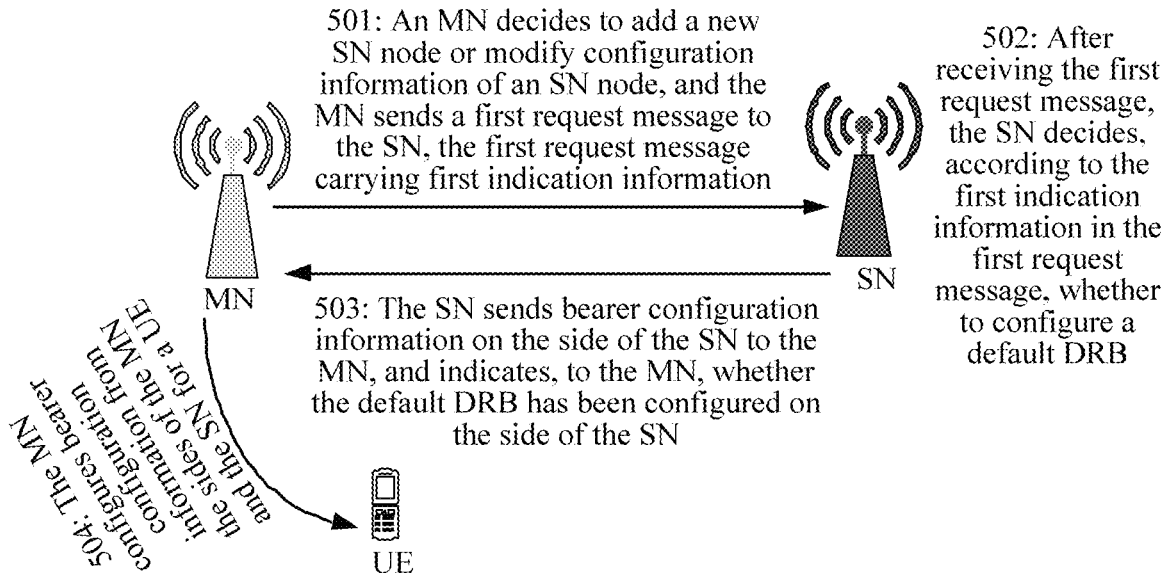 501: An MN decides to add a new
SN node or modify configuration
information of an SN node, and the
MN sends a first request message to
the SN, the first request message
carrying first indication information
502: After
receiving the first
request message,
the SN decides,
according to the
first indication
information in the
first request
message, whether
to configure a
default DRB
MN
SN
503: The SN sends bearer configuration
information on the side of the SN to the
MN, and indicates, to the MN, whether
the default DRB has been configured on
the side of the SN
504: The MN
configures bearer
configuration
information from
the sides of the MN
and the SN for a UE
UE